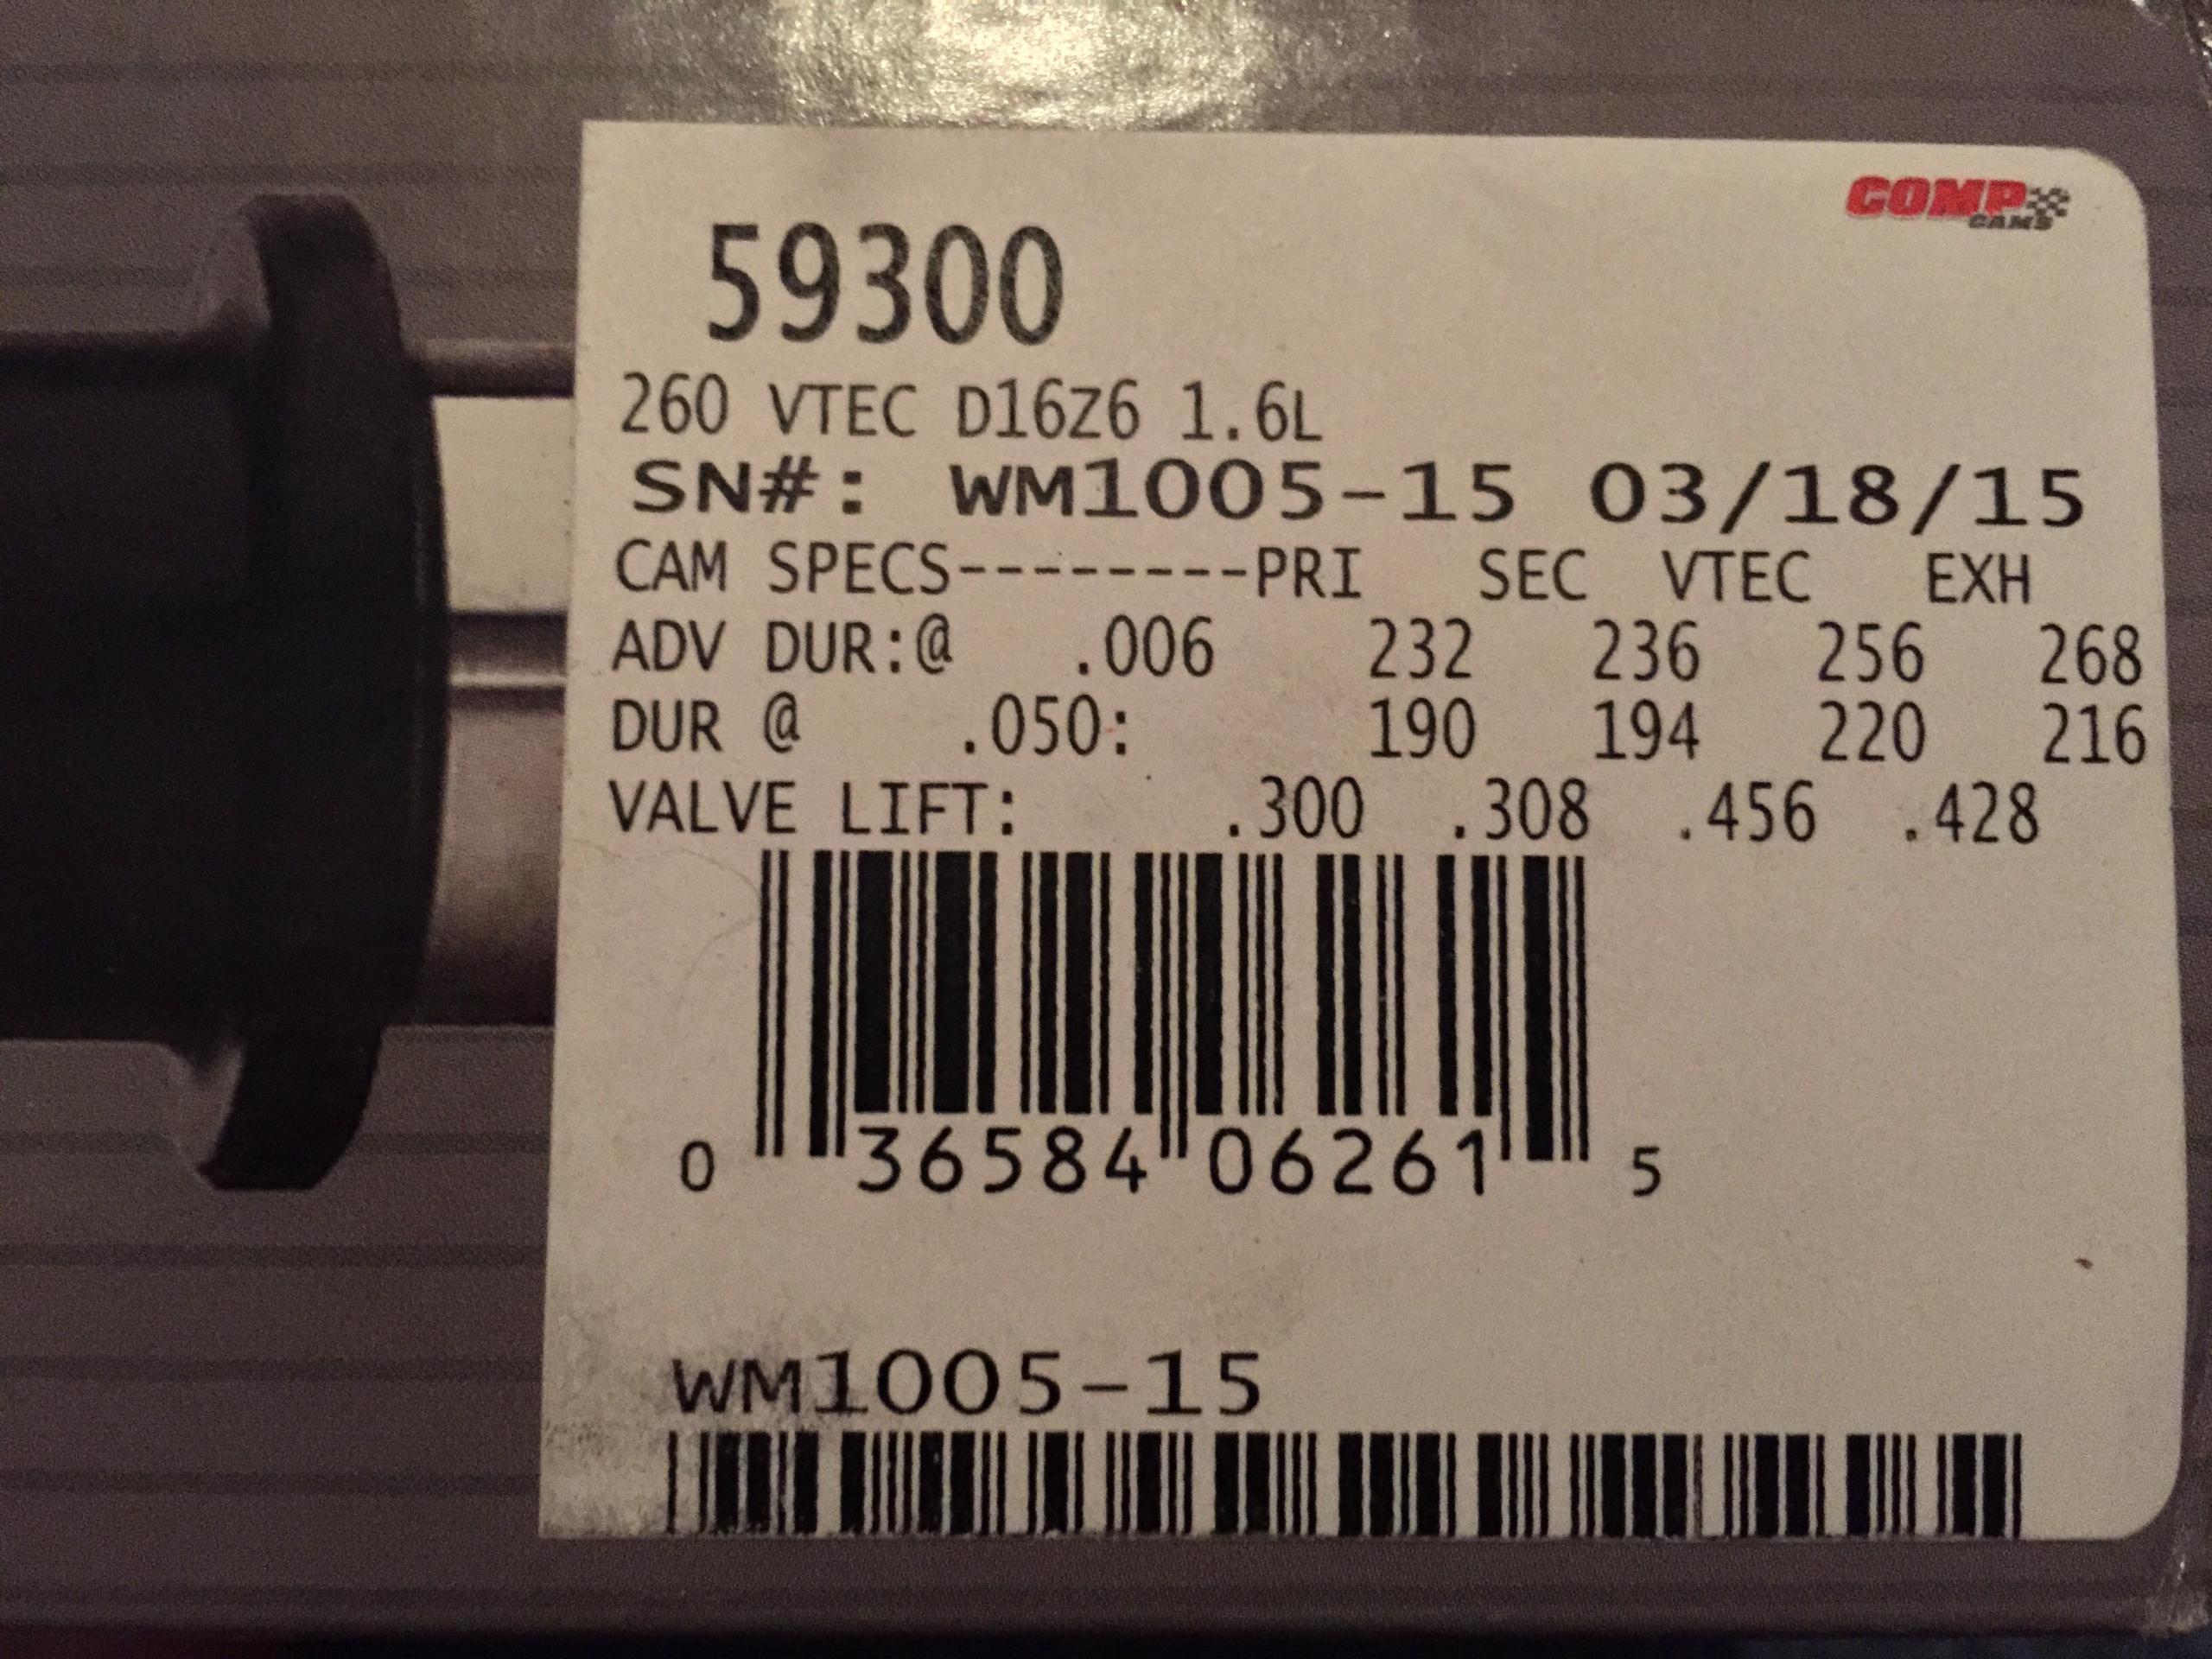 COMP
CAMS
59300
260 VTEC D16Z6 1.6L
SN#: WM1005-15 03/18/15
CAM SPECS--------PRI SEC VTEC EXH
ADV DUR:@ .006 232 236 256 268
DUR @ .050: 190 194 220 216
VALVE LIFT: .300 .308 .456 .428
0 36584 06261 5
WM1005-15